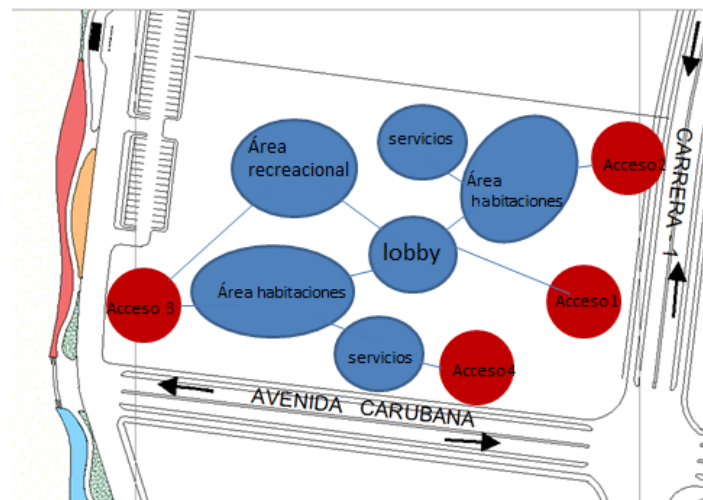 servicios
Área
recreacional
Área
habitaciones
Acceso2
CARRERA -1
lobby
Área habitaciones
Acceso 3
Acceso1
servicios
Acceso4
AVENIDA CARUBANA